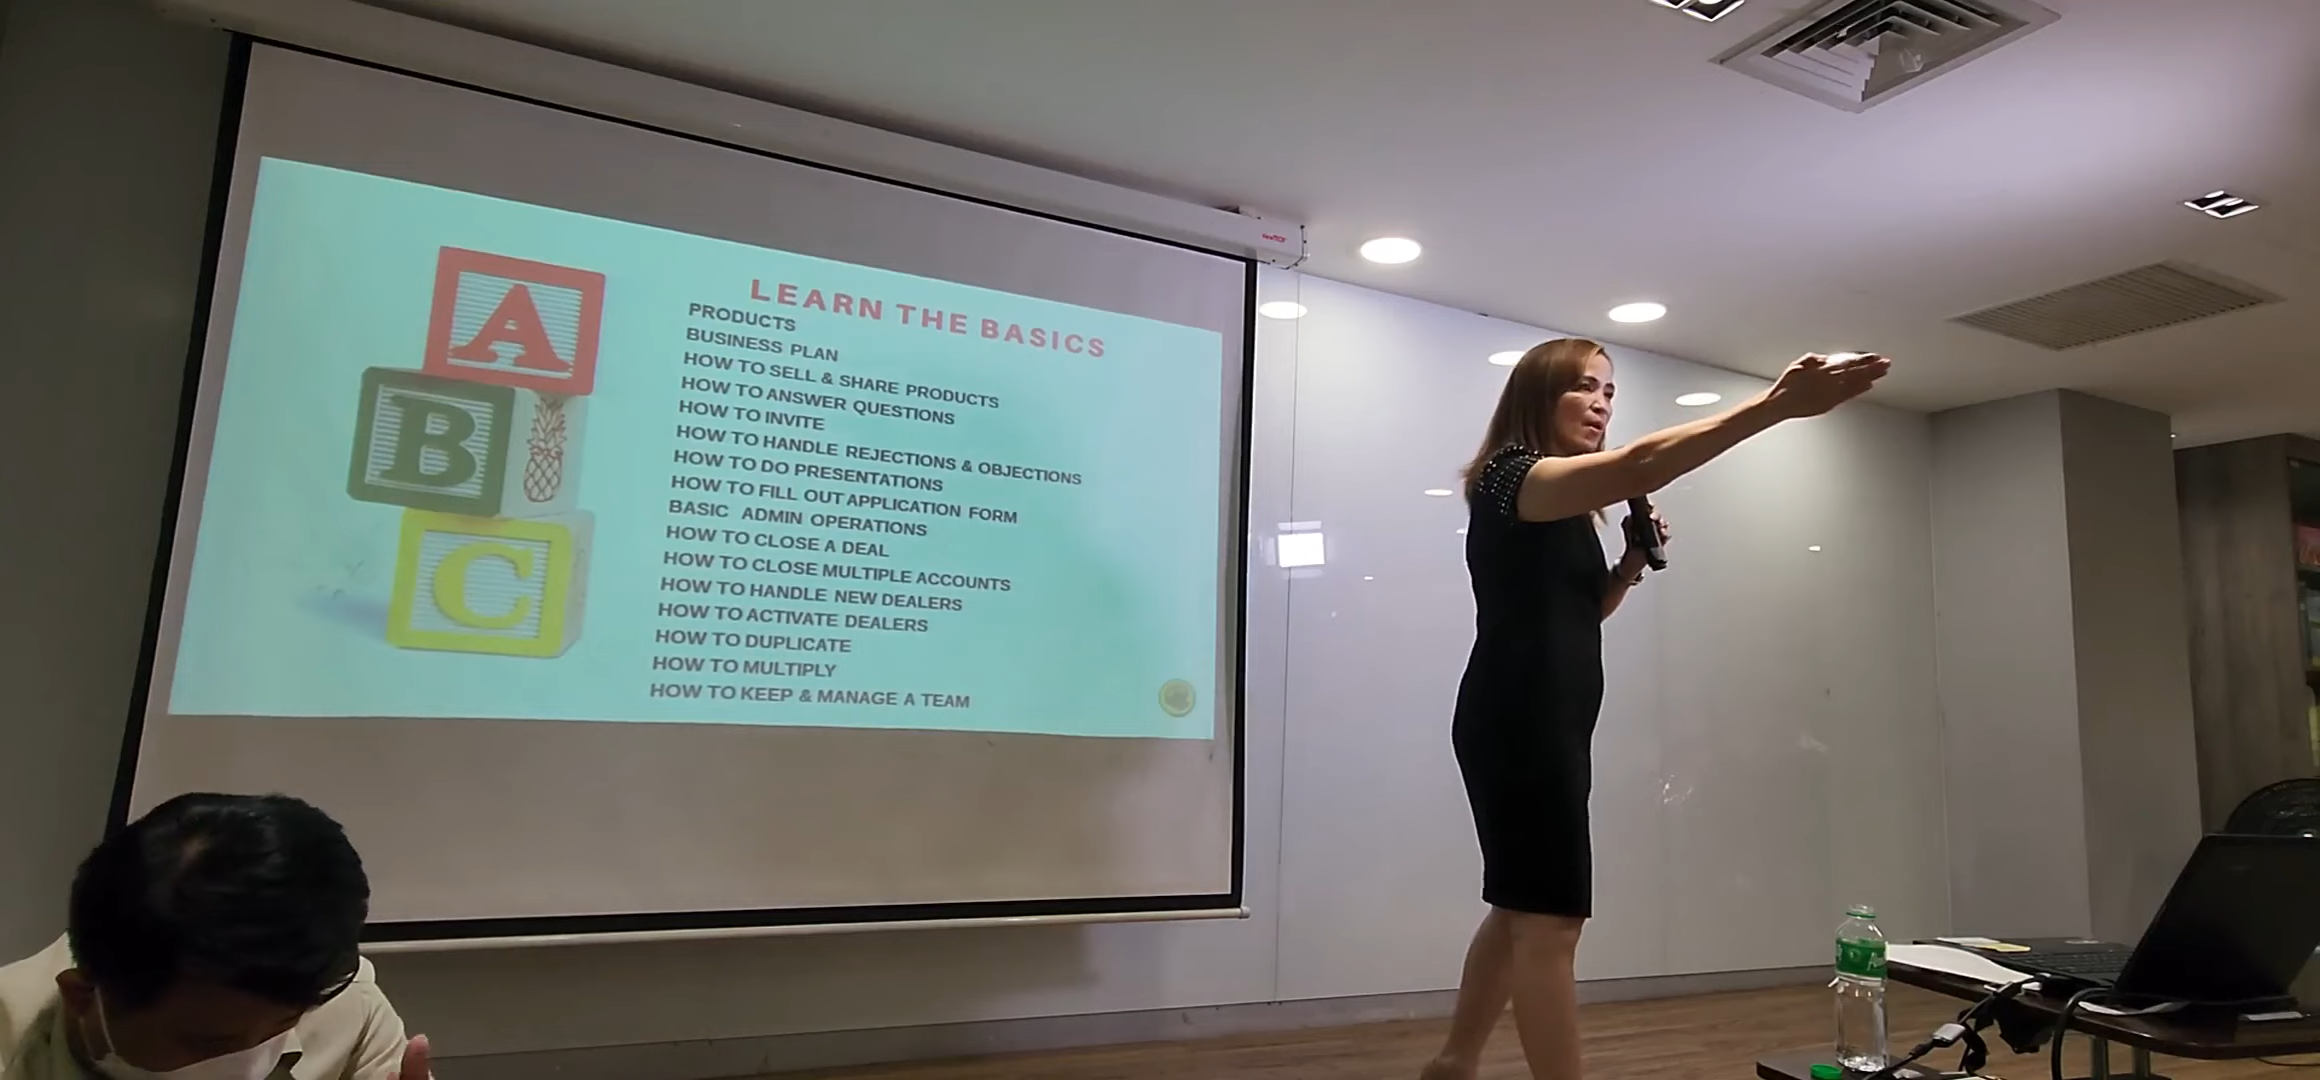 LEARN THE BASICS
PRODUCTS
BUSINESS PLAN
HOW TO SELL & SHARE PRODUCTS
HOW TO ANSWER QUESTIONS
HOW TO INVITE
HOW TO HANDLE REJECTIONS & OBJECTIONS
HOW TO DO PRESENTATIONS
HOW TO FILL OUT APPLICATION FORM
BASIC ADMIN OPERATIONS
HOW TO CLOSE A DEAL
HOW TO CLOSE MULTIPLE ACCOUNTS
HOW TO HANDLE NEW DEALERS
HOW TO ACTIVATE DEALERS
HOW TO DUPLICATE
HOW TO MULTIPLY
HOW TO KEEP & MANAGE A TEAM
A
B
C